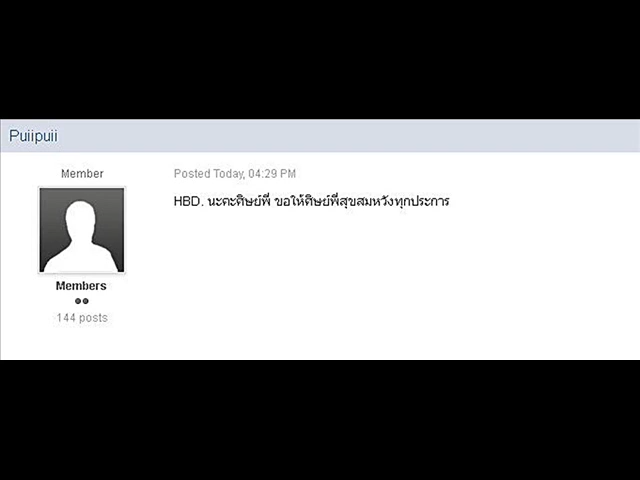 Puiipuii
Member
Posted Today, 04:29 PM
HBD. นะคะศิษย์พี่ ขอให้ศิษย์พี่สุขสมหวังทุกประการ
Members
144 posts